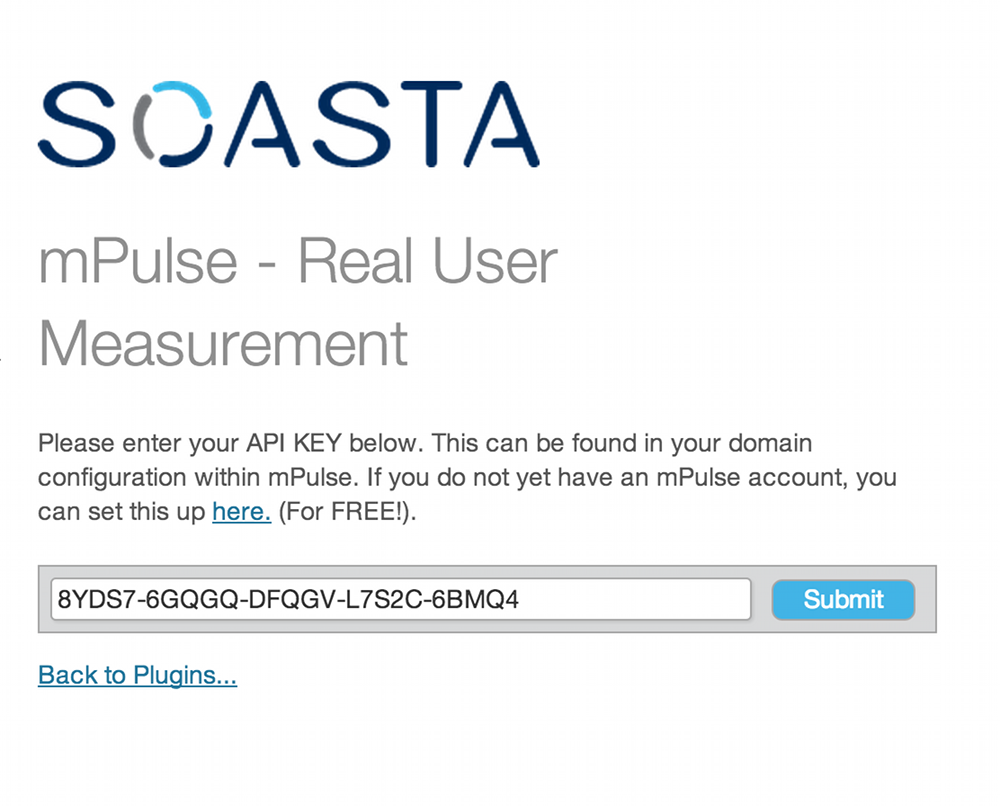 SOASTA
mPulse - Real User
Measurement
Please enter your API KEY below. This can be found in your domain
configuration within mPulse. If you do not yet have an mPulse account, you
can set this up here. (For FREE!).
8YDS7-6GQGQ-DFQGV-L7S2C-6BMQ4
Submit
Back to Plugins...